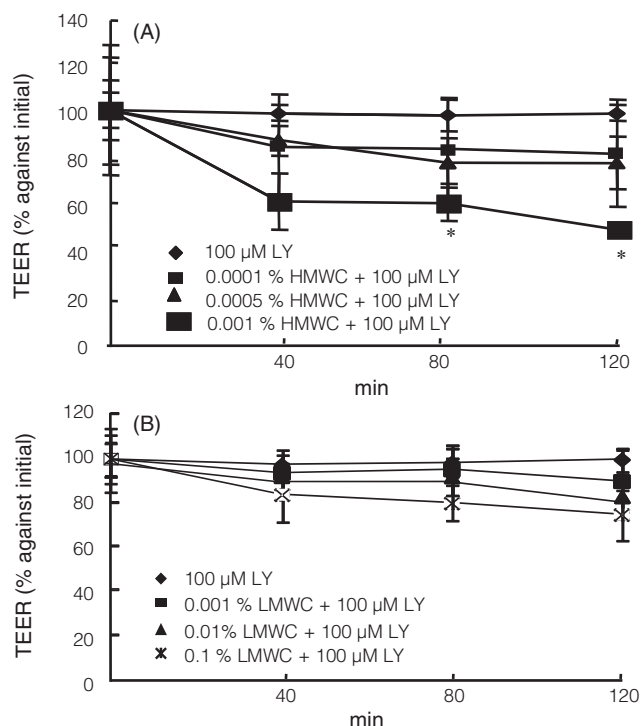 (A)
140
120
100
80
60
40
20
0
TEER (% against initial)
100 µM LY
0.0001 % HMWC + 100 µM LY
0.0005 % HMWC + 100 µM LY
0.001 % HMWC + 100 µM LY
*
*
40 80 120
min
(B)
120
100
80
60
40
20
0
TEER (% against initial)
100 µM LY
0.001 % LMWC + 100 µM LY
0.01% LMWC + 100 µM LY
0.1 % LMWC + 100 µM LY
40 80 120
min